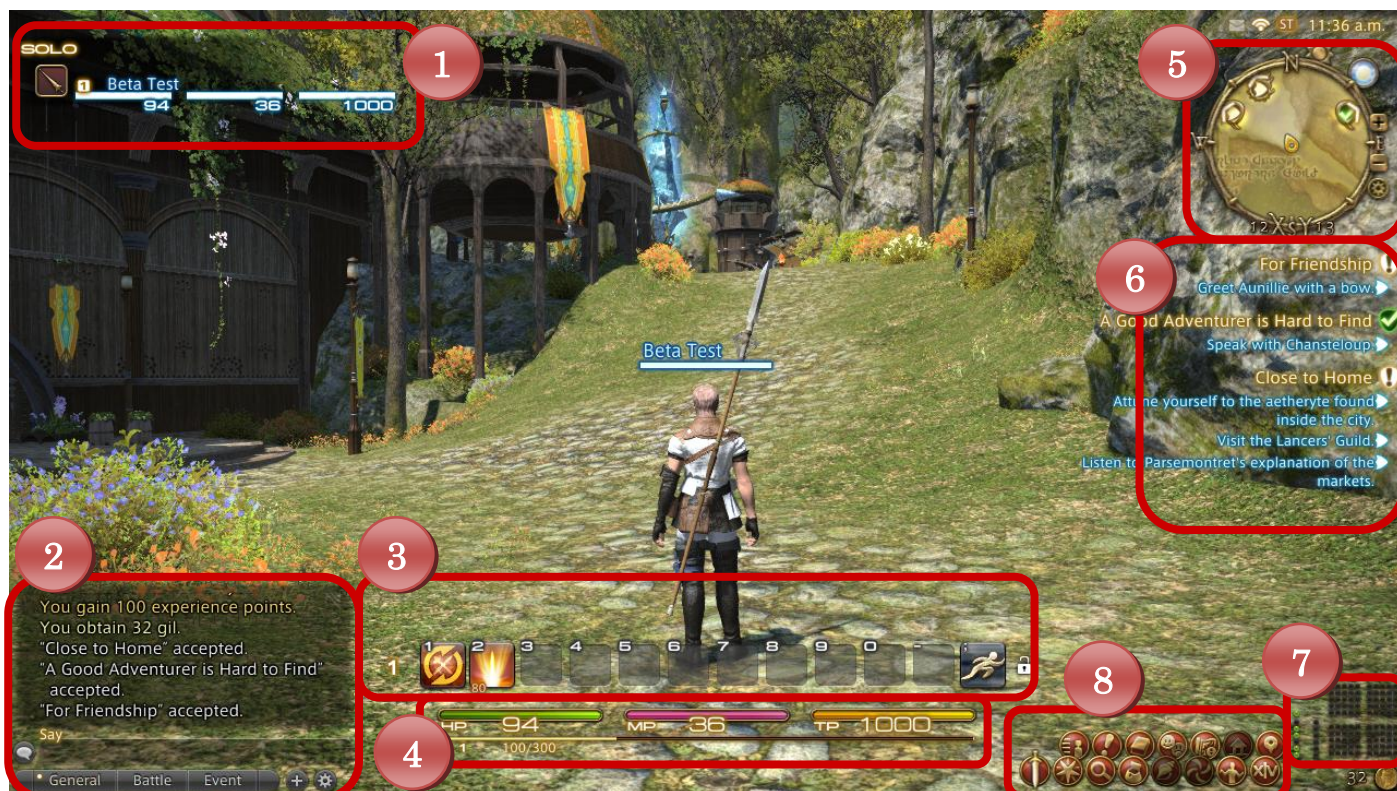 SOLO
1
Beta Test
94 36 1000
1
ST 11:36 a.m.
5
N
E
12 X Y 13
6
For Friendship
Greet Aunillie with a bow.
A Good Adventurer is Hard to Find
Speak with Chansteloup.
Close to Home
Attune yourself to the aetheryte found
inside the city.
Visit the Lancers' Guild.
Listen to Parsemontret's explanation of the
markets.
Beta Test
2
You gain 100 experience points.
You obtain 32 gil.
"Close to Home" accepted.
"A Good Adventurer is Hard to Find"
accepted.
"For Friendship" accepted.
Say
General Battle Event
3
1
1 2 3 4 5 6 7 8 9 0 -
80
4
HP 94 MP 36 TP 1000
1 100/300
8
XIV
7
32